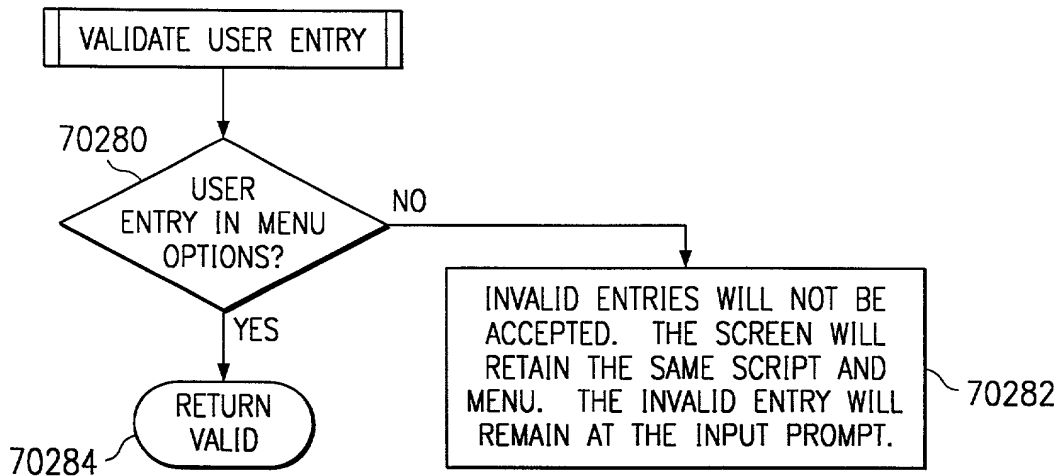 VALIDATE USER ENTRY
70280
USER
ENTRY IN MENU
OPTIONS?
NO
YES
INVALID ENTRIES WILL NOT BE
ACCEPTED. THE SCREEN WILL
RETAIN THE SAME SCRIPT AND
MENU. THE INVALID ENTRY WILL
REMAIN AT THE INPUT PROMPT.
70282
RETURN
VALID
70284